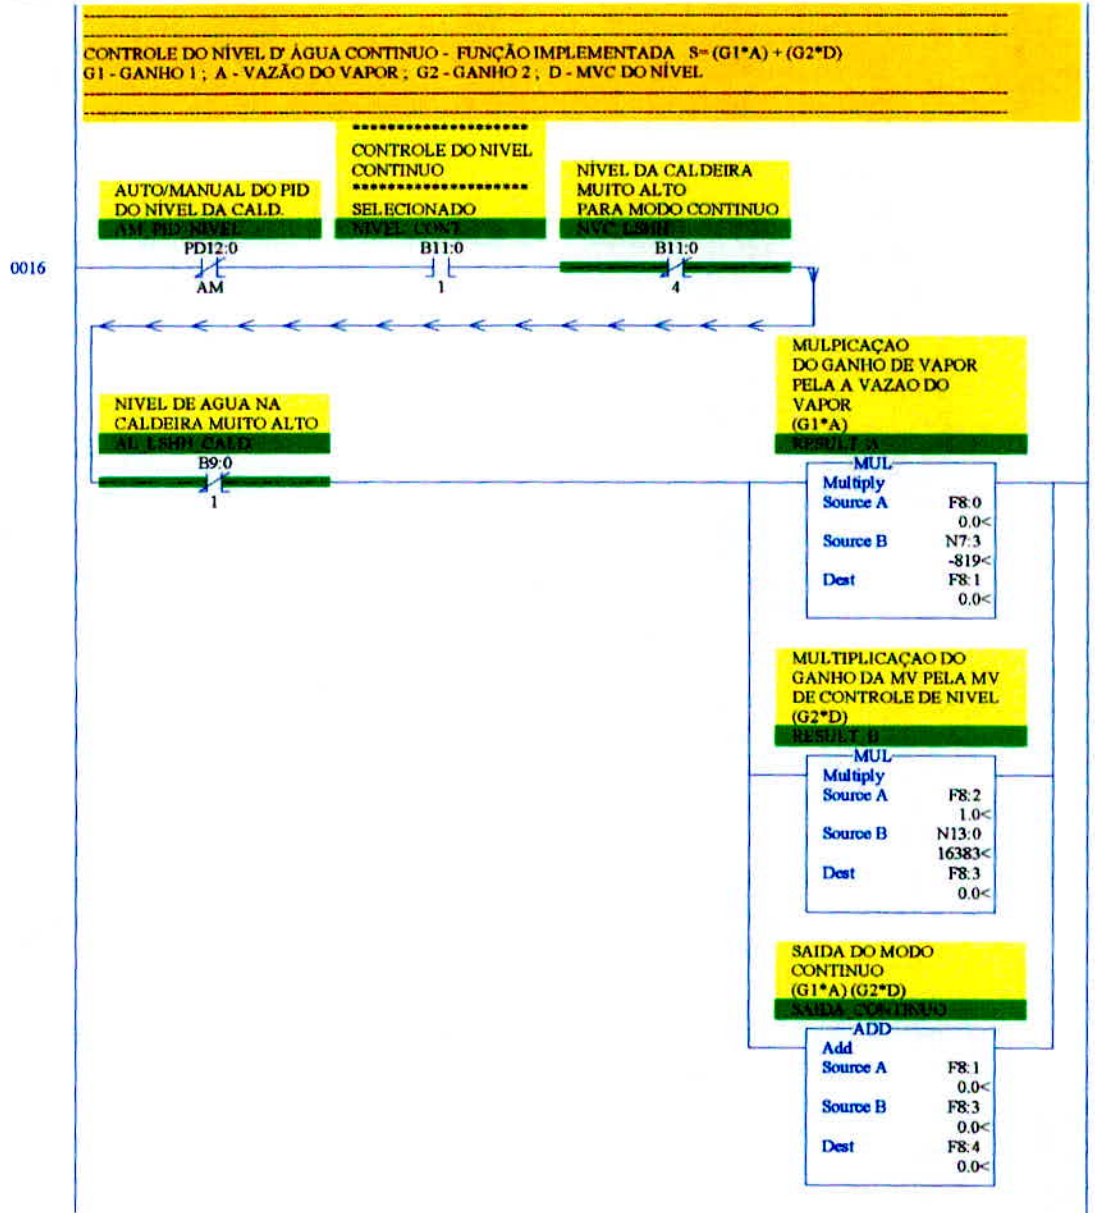 CONTROLE DO NÍVEL D' ÁGUA CONTINUO - FUNÇÃO IMPLEMENTADA S= (G1*A) + (G2*D)
G1 - GANHO 1 ; A - VAZÃO DO VAPOR ; G2 - GANHO 2 ; D - MVC DO NÍVEL
********************
CONTROLE DO NIVEL
CONTINUO
********************
SELECIONADO
NIVEL_CONT
B11:0
1
AUTO/MANUAL DO PID
DO NÍVEL DA CALD.
AM_PID_NIVEL
PD12:0
AM
NÍVEL DA CALDEIRA
MUITO ALTO
PARA MODO CONTINUO
NVC_LSHH
B11:0
4
0016
NIVEL DE AGUA NA
CALDEIRA MUITO ALTO
AL_LSHH_CALD
B9:0
1
MULPICAÇAO
DO GANHO DE VAPOR
PELA A VAZAO DO
VAPOR
(G1*A)
RESULT_A
MUL
Multiply
Source A F8:0
0.0<
Source B N7:3
-819<
Dest F8:1
0.0<
MULTIPLICAÇAO DO
GANHO DA MV PELA MV
DE CONTROLE DE NIVEL
(G2*D)
RESULT_B
MUL
Multiply
Source A F8:2
1.0<
Source B N13:0
16383<
Dest F8:3
0.0<
SAIDA DO MODO
CONTINUO
(G1*A) (G2*D)
SAIDA_CONTINUO
ADD
Add
Source A F8:1
0.0<
Source B F8:3
0.0<
Dest F8:4
0.0<